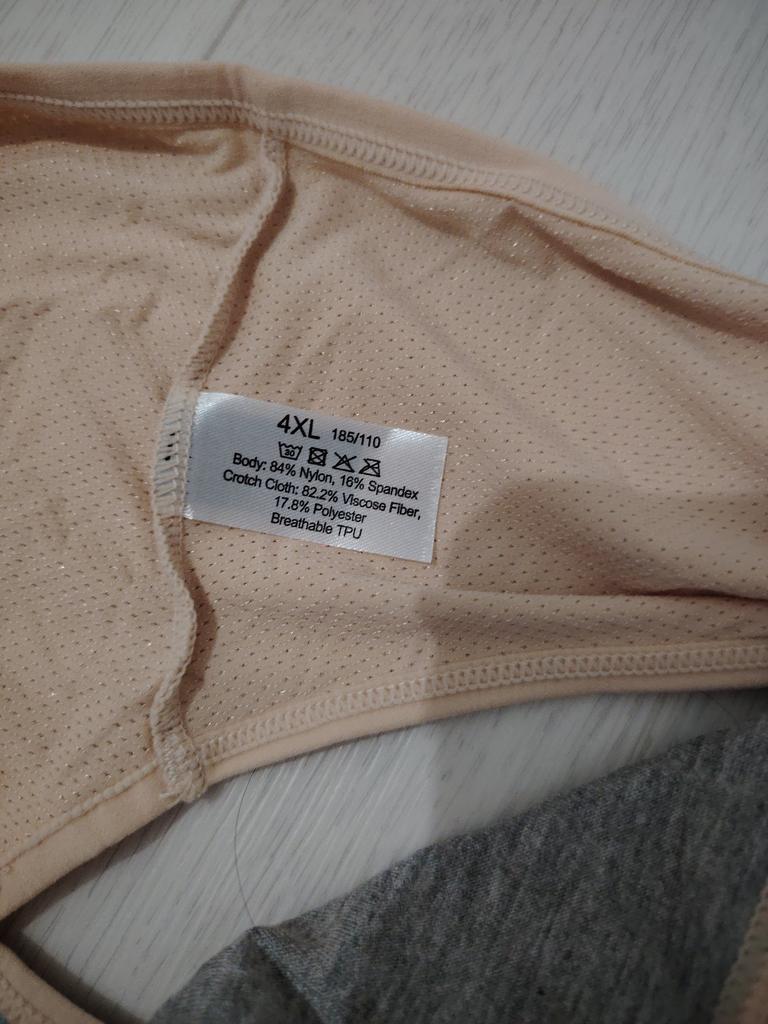 4XL 185/110
30
Body: 84% Nylon, 16% Spandex
Crotch Cloth: 82.2% Viscose Fiber,
17.8% Polyester
Breathable TPU